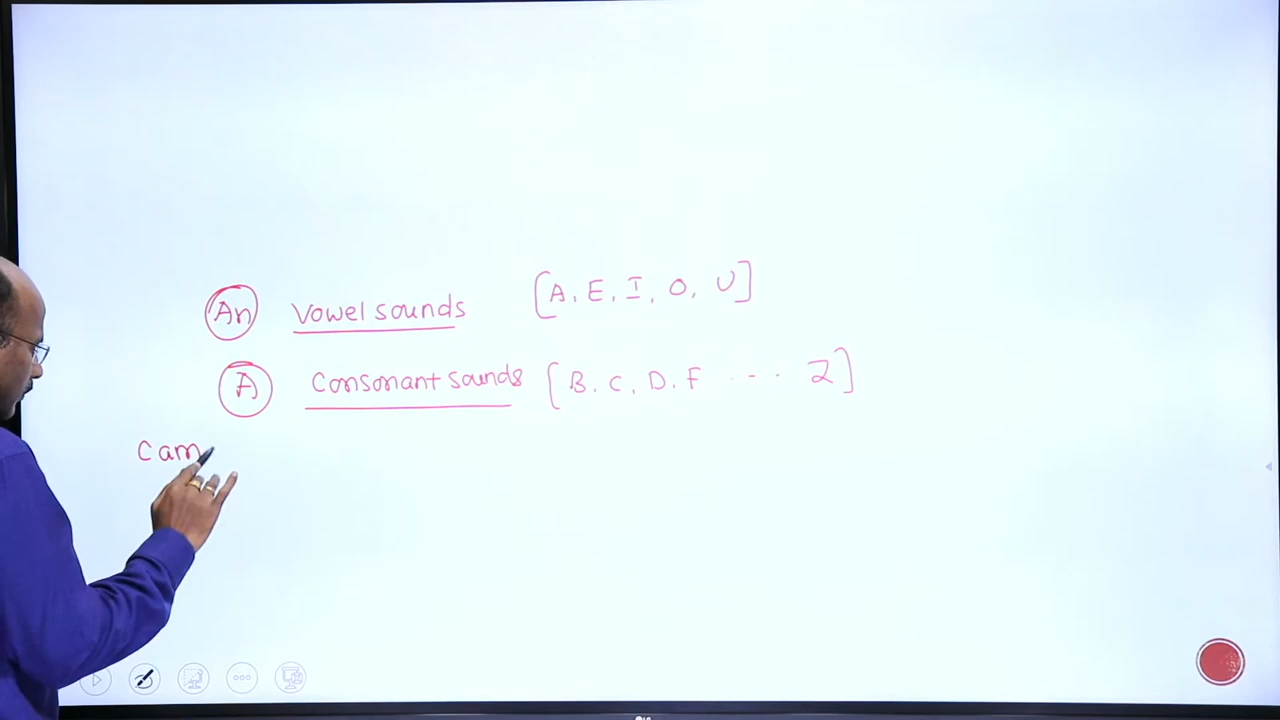 An Vowel sounds [A, E, I, O, U]
A Consonant sounds [B. C, D. F --- Z]
Cam